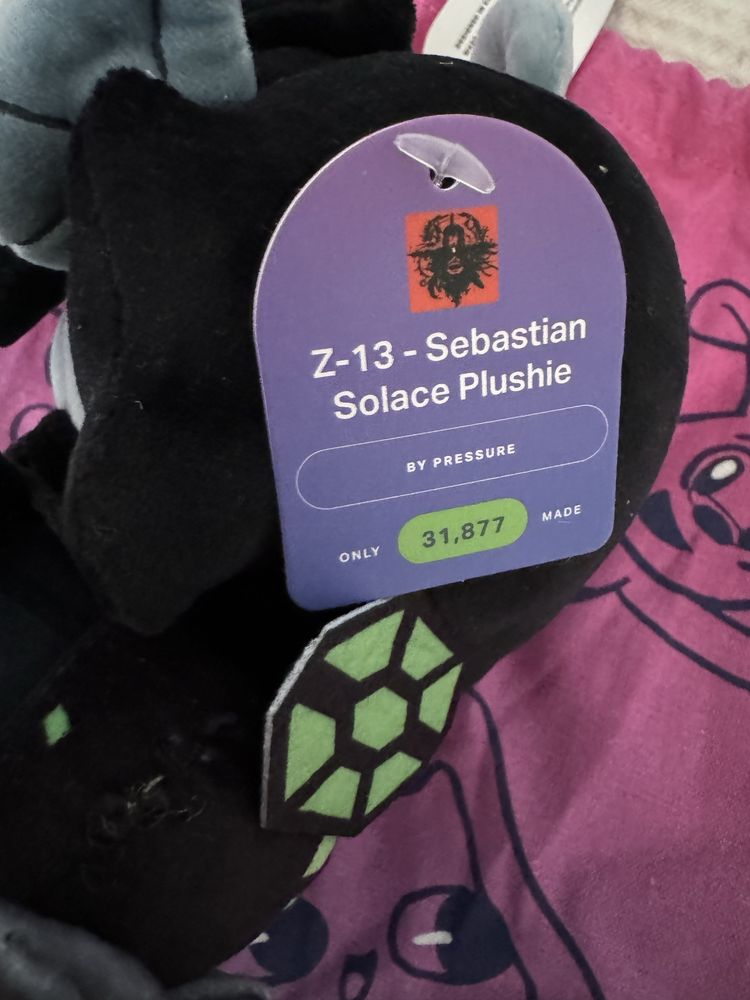 Z-13 - Sebastian
Solace Plushie
BY PRESSURE
ONLY 31,877 MADE